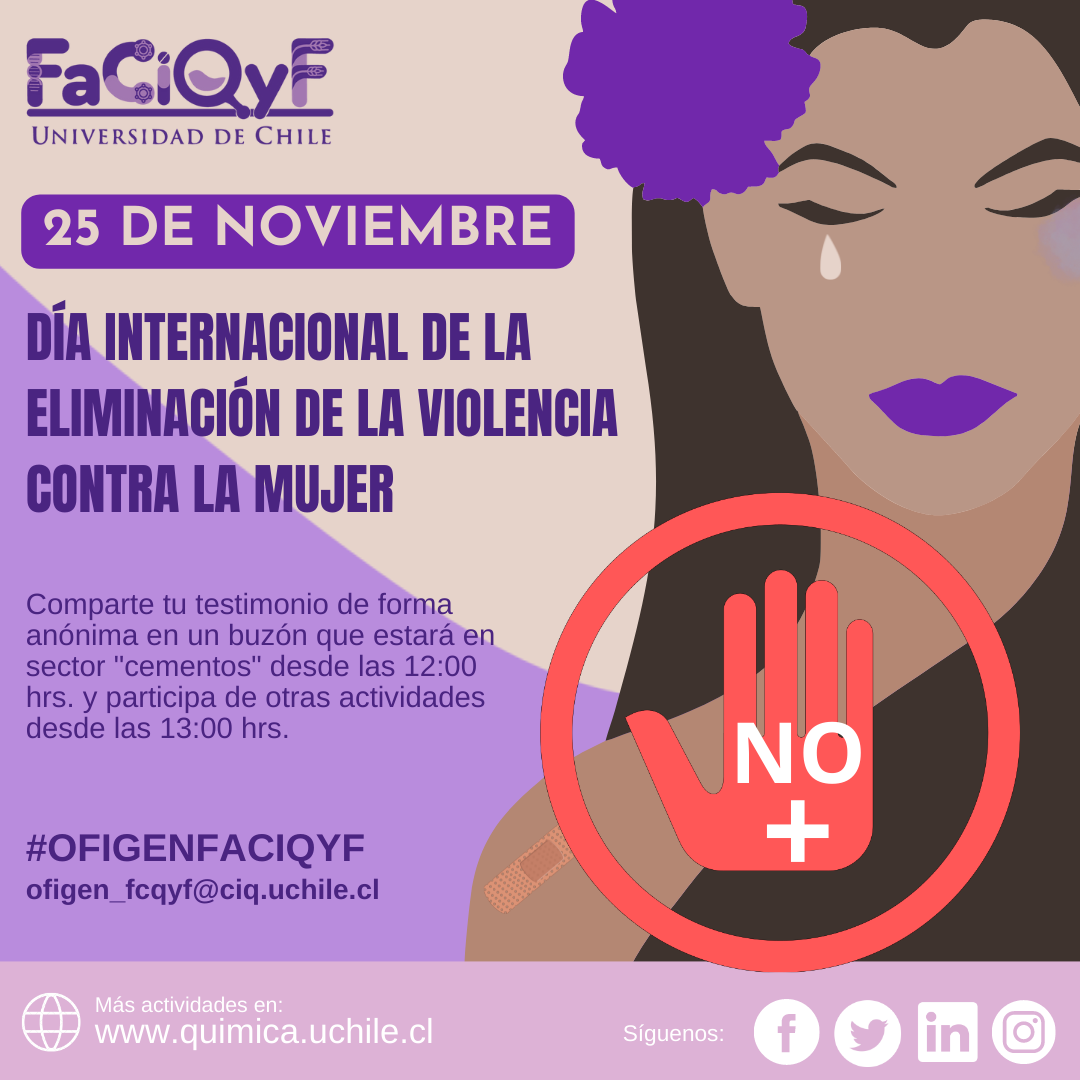 FaCiQyF
UNIVERSIDAD DE CHILE
25 DE NOVIEMBRE
DÍA INTERNACIONAL DE LA
ELIMINACIÓN DE LA VIOLENCIA
CONTRA LA MUJER
Comparte tu testimonio de forma
anónima en un buzón que estará en
sector "cementos" desde las 12:00
hrs. y participa de otras actividades
desde las 13:00 hrs.
NO
+
#OFIGENFACIQYF
ofigen_fcqyf@ciq.uchile.cl
Más actividades en:
www.quimica.uchile.cl
Síguenos: